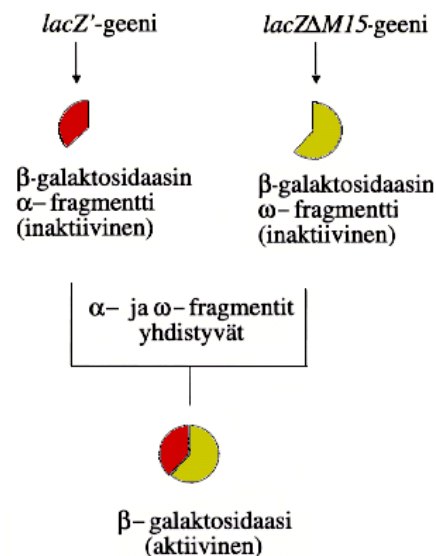 lacZ'-geeni
lacZΔM15-geeni
β-galaktosidaasin
α– fragmentti
(inaktiivinen)
β-galaktosidaasin
ω– fragmentti
(inaktiivinen)
α– ja ω– fragmentit
yhdistyvät
β– galaktosidaasi
(aktiivinen)